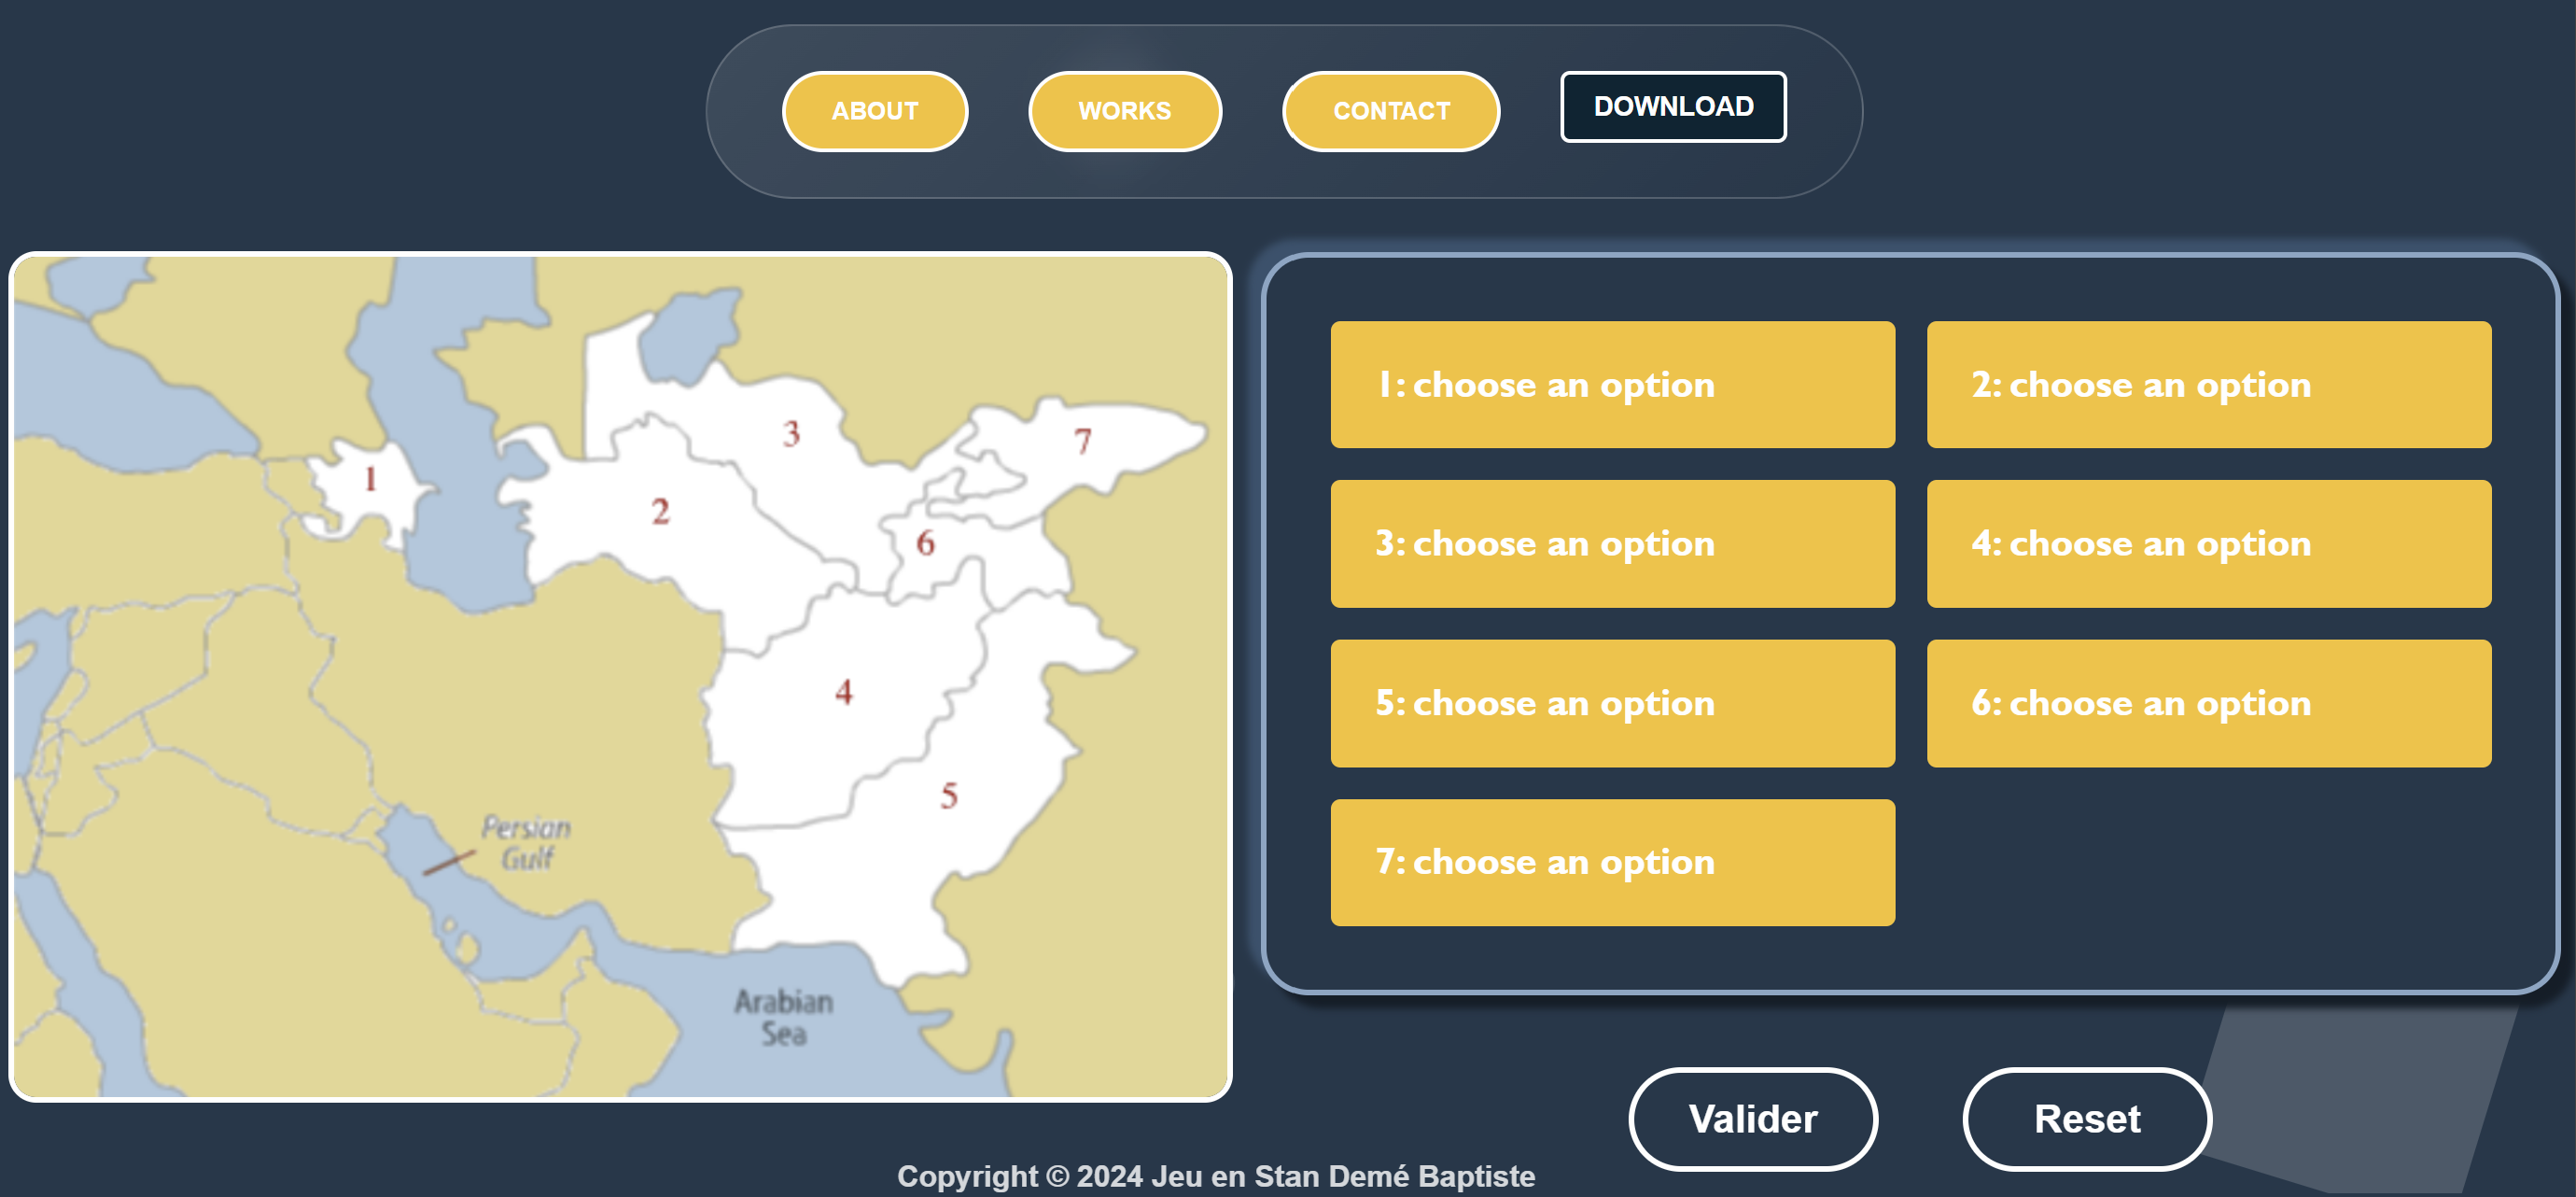 ABOUT
WORKS
CONTACT
DOWNLOAD
1
2
3
4
5
6
7
Persian
Gulf
Arabian
Sea
1: choose an option
2: choose an option
3: choose an option
4: choose an option
5: choose an option
6: choose an option
7: choose an option
Valider
Reset
Copyright © 2024 Jeu en Stan Demé Baptiste